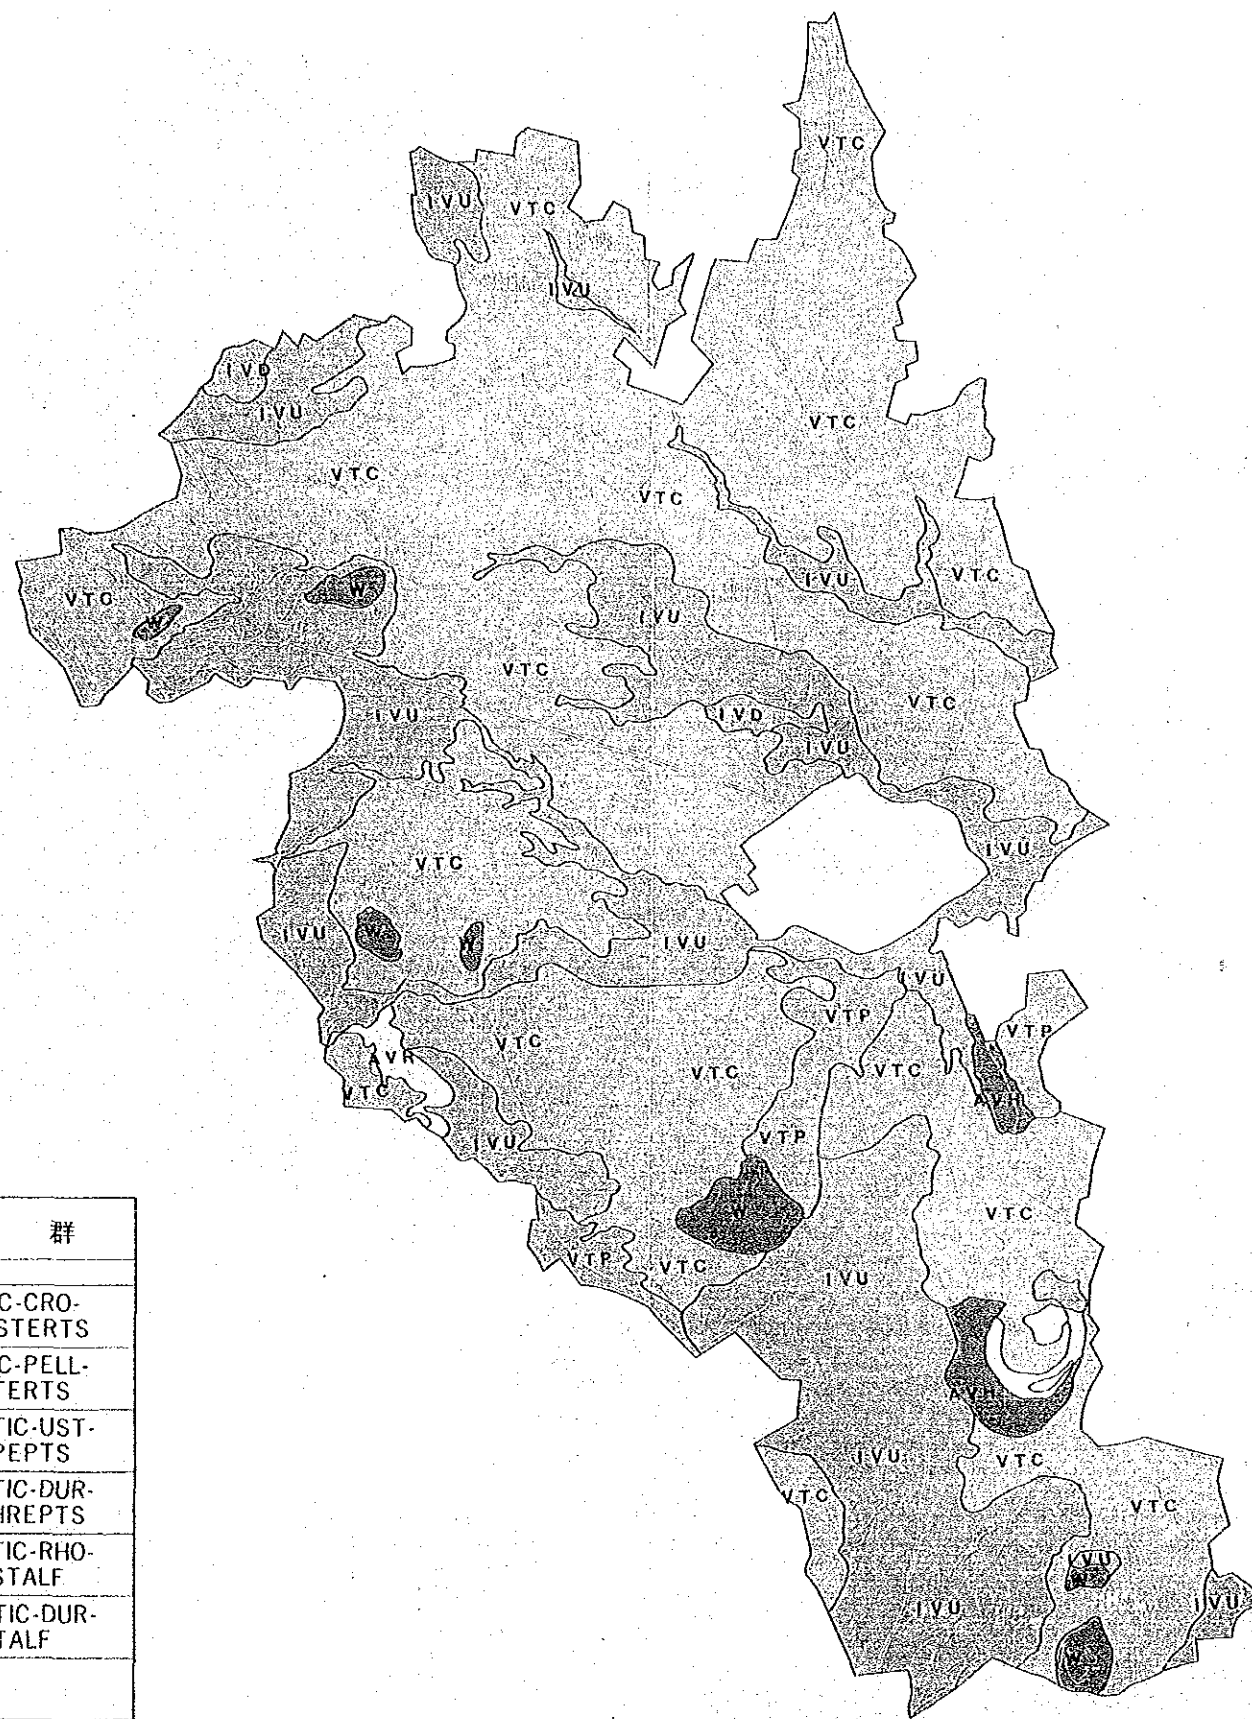 VTC
IVU
VTC
IVU
IVD
IVU
VTC
VTC
VTC
IVU
VTC
VTC
W
W
IVU
VTC
VTC
IVU
IVD
IVU
VTC
IVU
IVU
W
W
IVU
IVU
VTP
VTP
VTC
VTC
VTC
VTC
AVH
IVU
VTP
W
VTC
VTP
VTC
IVU
AVH
IVU
VTC
VTC
VTC
IVU
W
IVU
IVU
W
群
C-CRO-
STERTS
C-PELL-
TERTS
TIC-UST-
PEPTS
TIC-DUR-
HREPTS
TIC-RHO-
STALF
TIC-DUR-
TALF